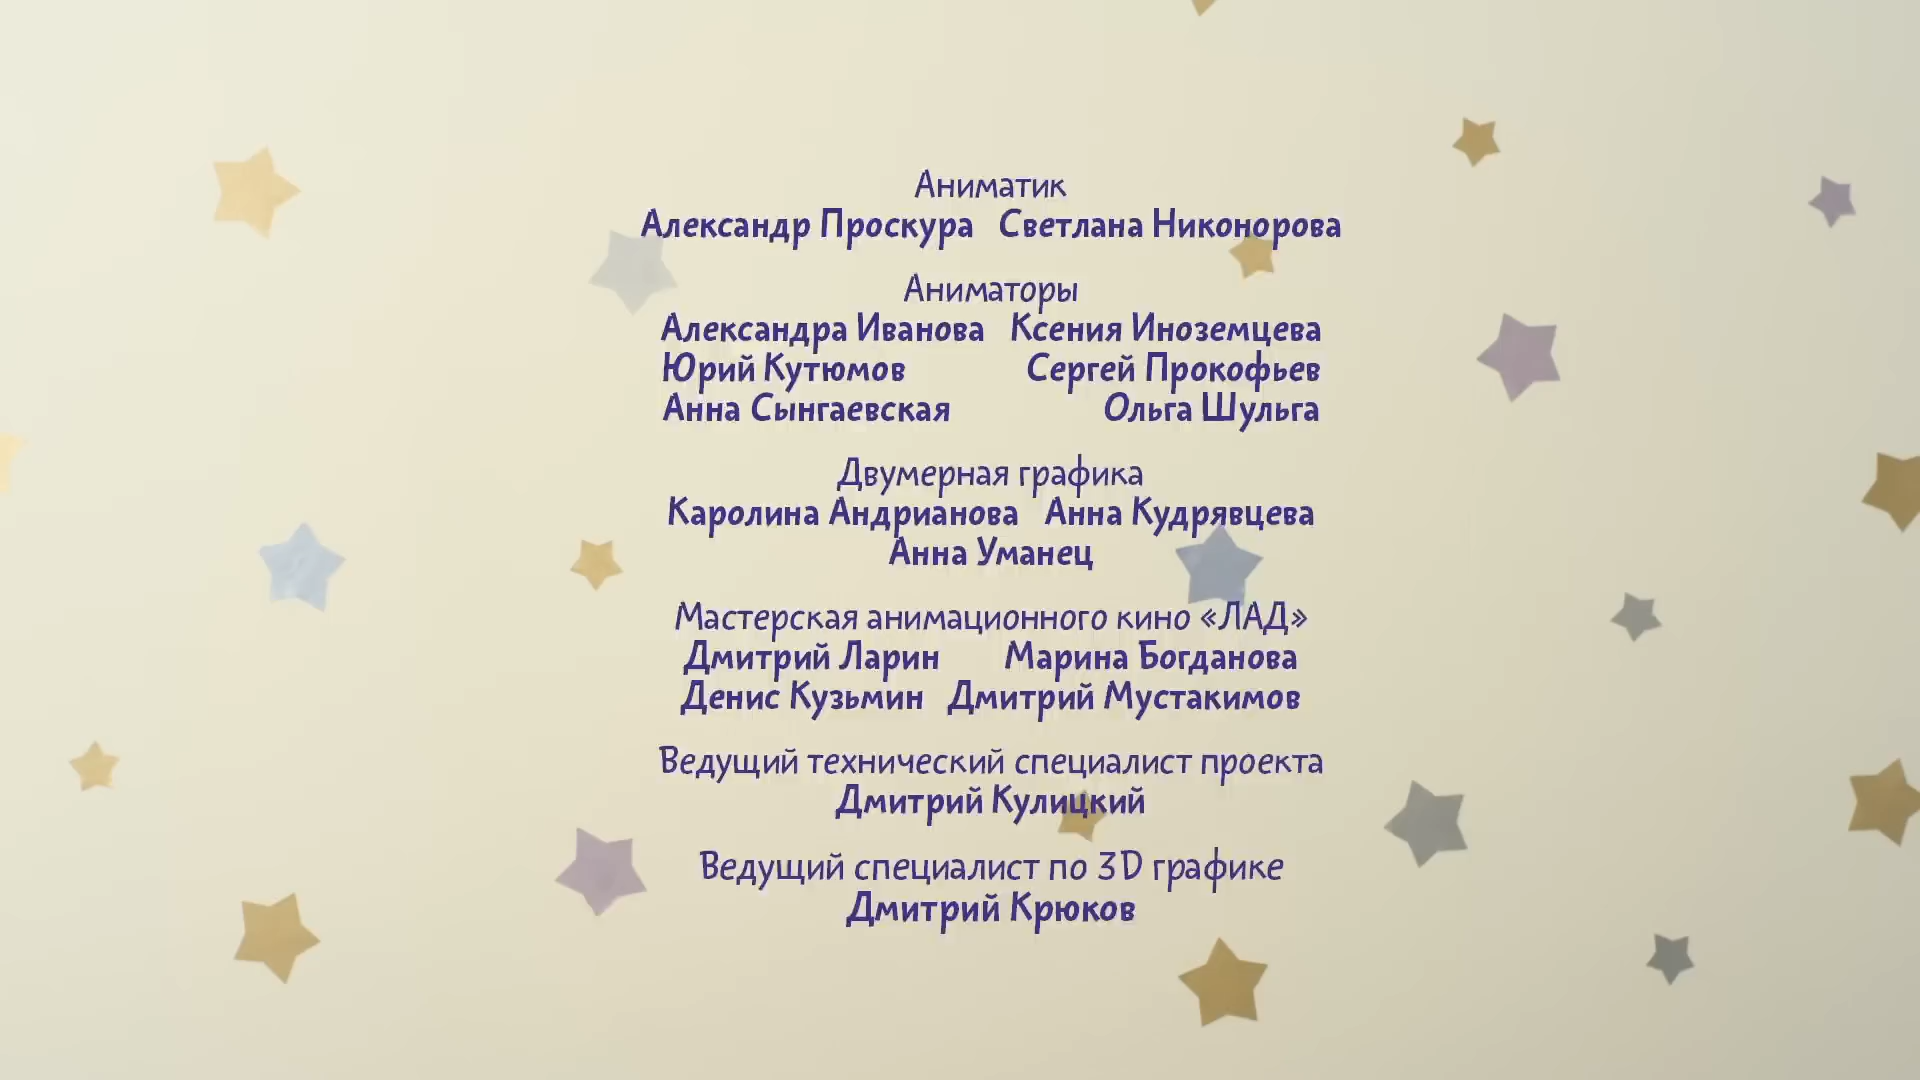 Аниматик
Александр Проскура Светлана Никонорова
Аниматоры
Александра Иванова Ксения Иноземцева
Юрий Кутюмов Сергей Прокофьев
Анна Сынгаевская Ольга Шульга
Двумерная графика
Каролина Андрианова Анна Кудрявцева
Анна Уманец
Мастерская анимационного кино «ЛАД»
Дмитрий Ларин Марина Богданова
Денис Кузьмин Дмитрий Мустакимов
Ведущий технический специалист проекта
Дмитрий Кулицкий
Ведущий специалист по 3D графике
Дмитрий Крюков